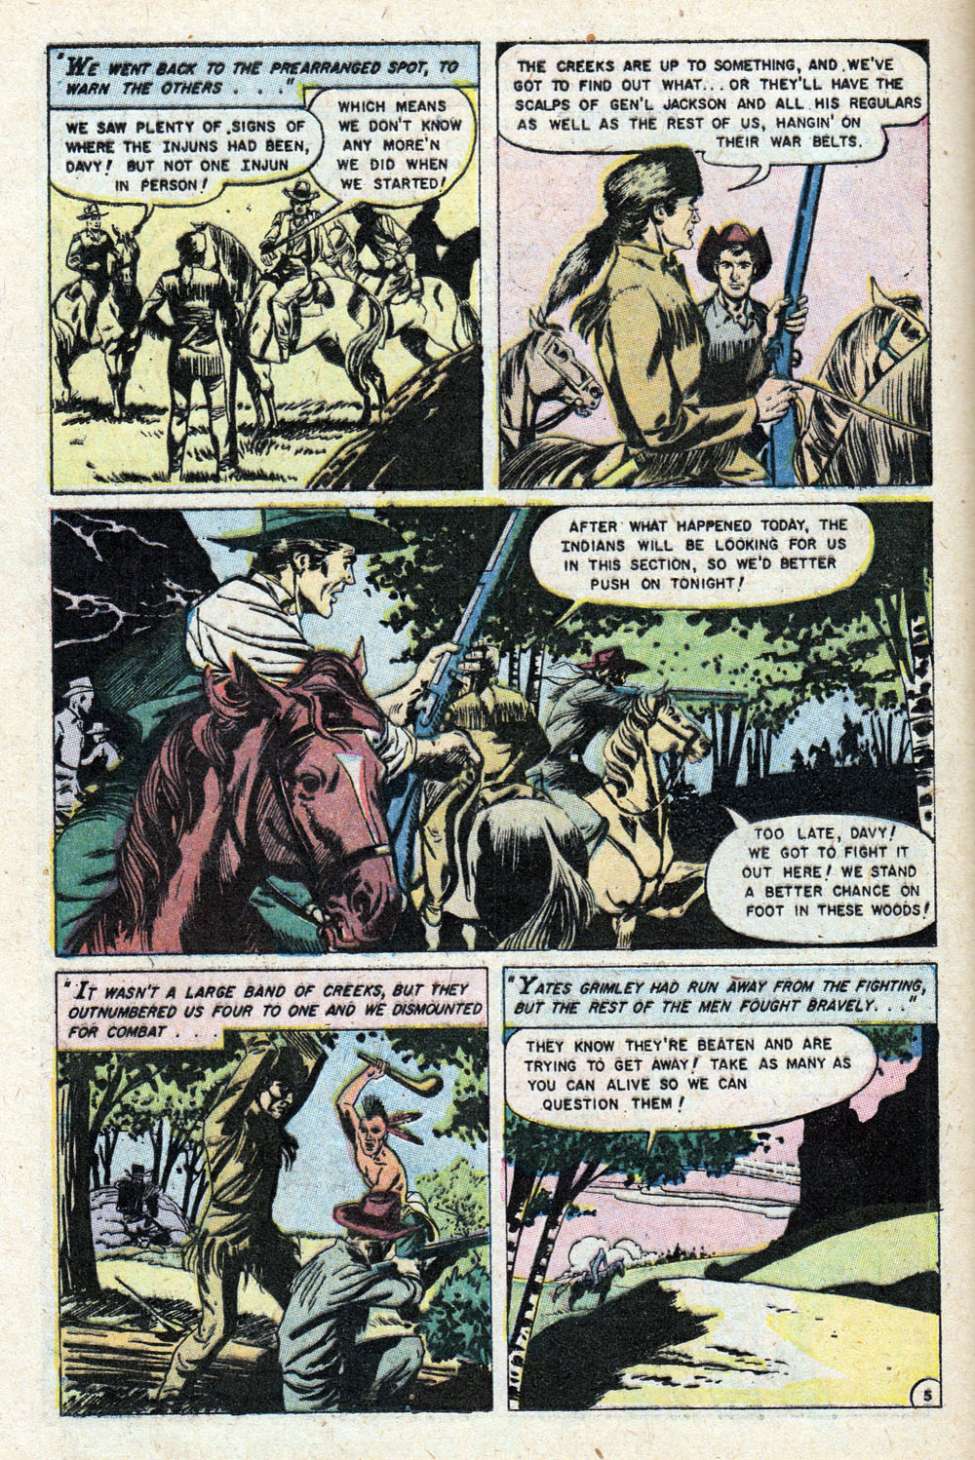 "WE WENT BACK TO THE PREARRANGED SPOT, TO
WARN THE OTHERS . . . ."
WE SAW PLENTY OF SIGNS OF
WHERE THE INJUNS HAD BEEN,
DAVY! BUT NOT ONE INJUN
IN PERSON!
WHICH MEANS
WE DON'T KNOW
ANY MORE'N
WE DID WHEN
WE STARTED!
THE CREEKS ARE UP TO SOMETHING, AND WE'VE
GOT TO FIND OUT WHAT... OR THEY'LL HAVE THE
SCALPS OF GEN'L JACKSON AND ALL HIS REGULARS
AS WELL AS THE REST OF US, HANGIN' ON
THEIR WAR BELTS.
AFTER WHAT HAPPENED TODAY, THE
INDIANS WILL BE LOOKING FOR US
IN THIS SECTION, SO WE'D BETTER
PUSH ON TONIGHT!
TOO LATE, DAVY!
WE GOT TO FIGHT IT
OUT HERE! WE STAND
A BETTER CHANCE ON
FOOT IN THESE WOODS!
"IT WASN'T A LARGE BAND OF CREEKS, BUT THEY
OUTNUMBERED US FOUR TO ONE AND WE DISMOUNTED
FOR COMBAT . . .
"YATES GRIMLEY HAD RUN AWAY FROM THE FIGHTING,
BUT THE REST OF THE MEN FOUGHT BRAVELY. . ."
THEY KNOW THEY'RE BEATEN AND ARE
TRYING TO GET AWAY! TAKE AS MANY AS
YOU CAN ALIVE SO WE CAN
QUESTION THEM!
5